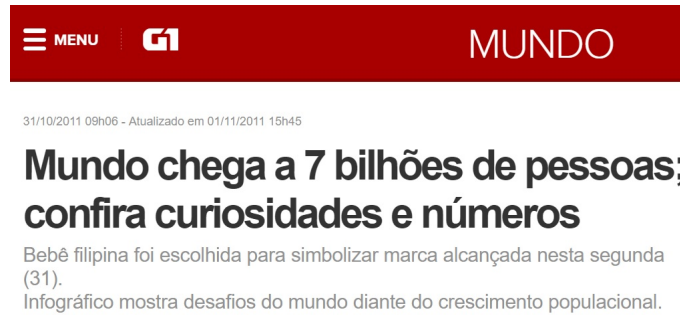 MENU G1 MUNDO
31/10/2011 09h06 - Atualizado em 01/11/2011 15h45
Mundo chega a 7 bilhões de pessoas;
confira curiosidades e números
Bebê filipina foi escolhida para simbolizar marca alcançada nesta segunda
(31).
Infográfico mostra desafios do mundo diante do crescimento populacional.